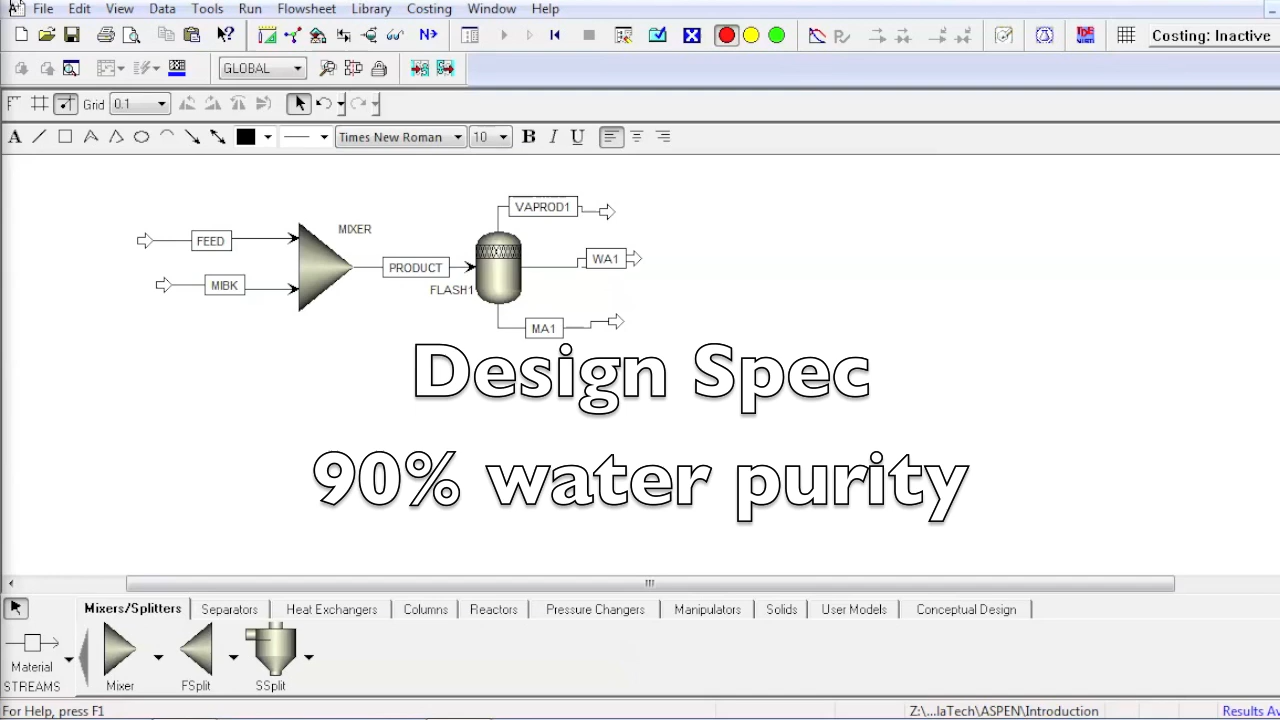 File Edit View Data Tools Run Flowsheet Library Costing Window Help
N> Costing: Inactive
GLOBAL
Grid 0.1
A Times New Roman 10 B I U
VAPROD1
MIXER
FEED
WA1
PRODUCT
MIBK
FLASH1
MA1
Design Spec
90% water purity
Mixers/Splitters Separators Heat Exchangers Columns Reactors Pressure Changers Manipulators Solids User Models Conceptual Design
Material
STREAMS Mixer FSplit SSplit
For Help, press F1 Z:\...laTech\ASPEN\Introduction Results Av